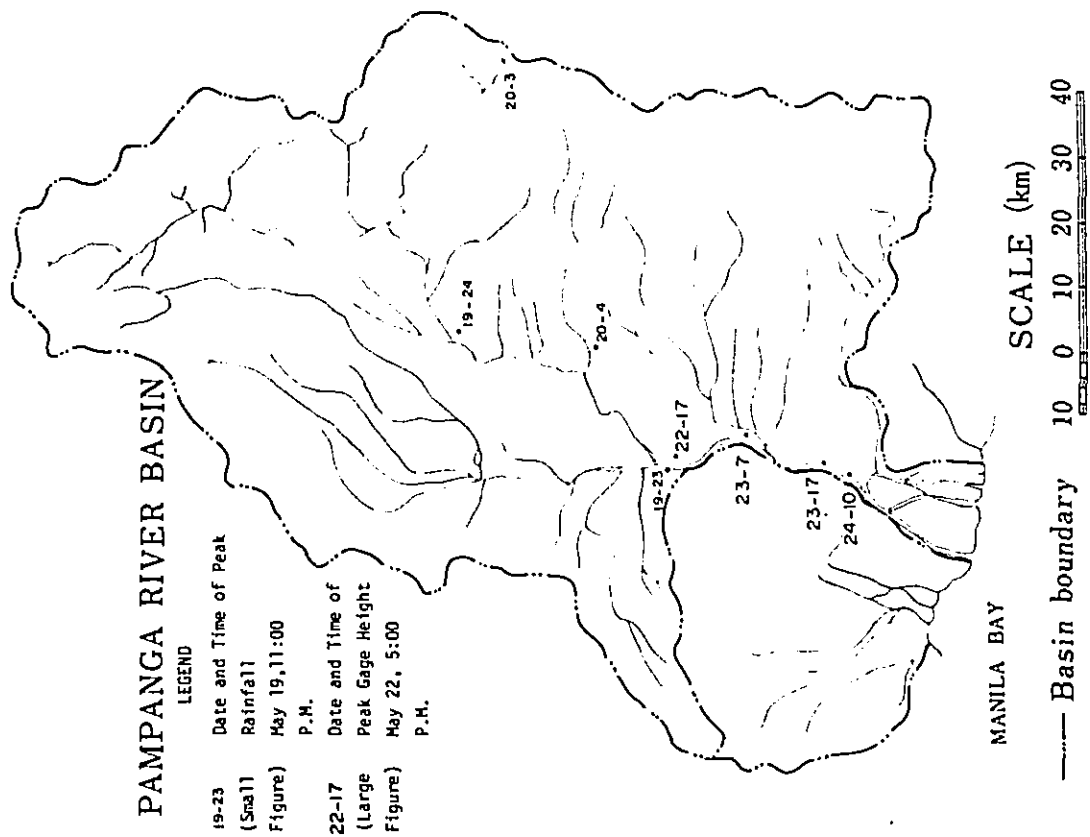 PAMPANGA RIVER BASIN
LEGEND
19-23 Date and Time of Peak
(Small Rainfall
Figure) May 19,11:00
P.M.
22-17 Date and Time of
(Large Peak Gage Height
Figure) May 22, 5:00
P.M.
20-3
19-24
20-4
22-17
19-23
23-7
23-17
24-10
MANILA BAY
SCALE (km)
10 0 10 20 30 40
Basin boundary